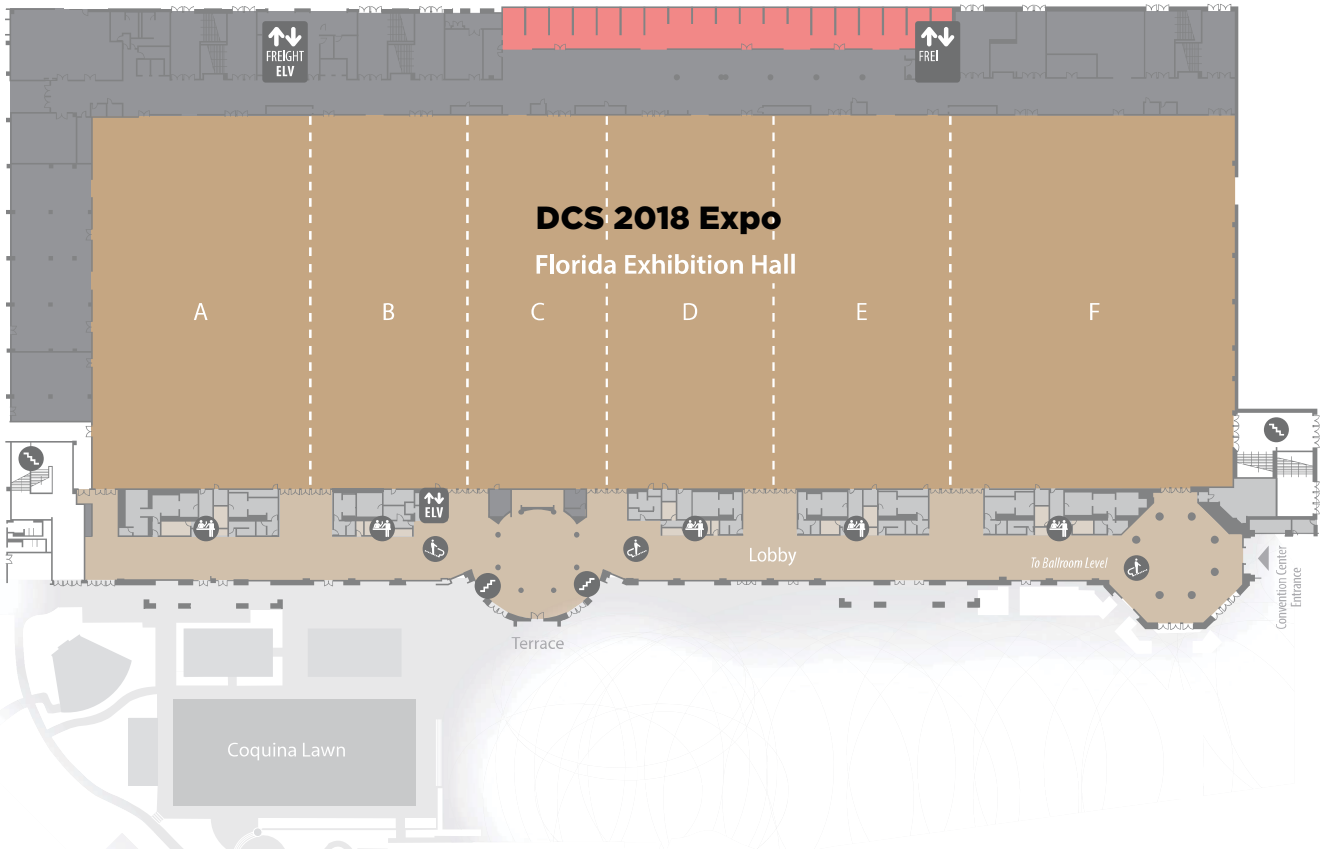 FREIGHT
ELV
FREI
DCS 2018 Expo
Florida Exhibition Hall
A
B
C
D
E
F
ELV
Lobby
To Ballroom Level
Convention Center
Entrance
Terrace
Coquina Lawn